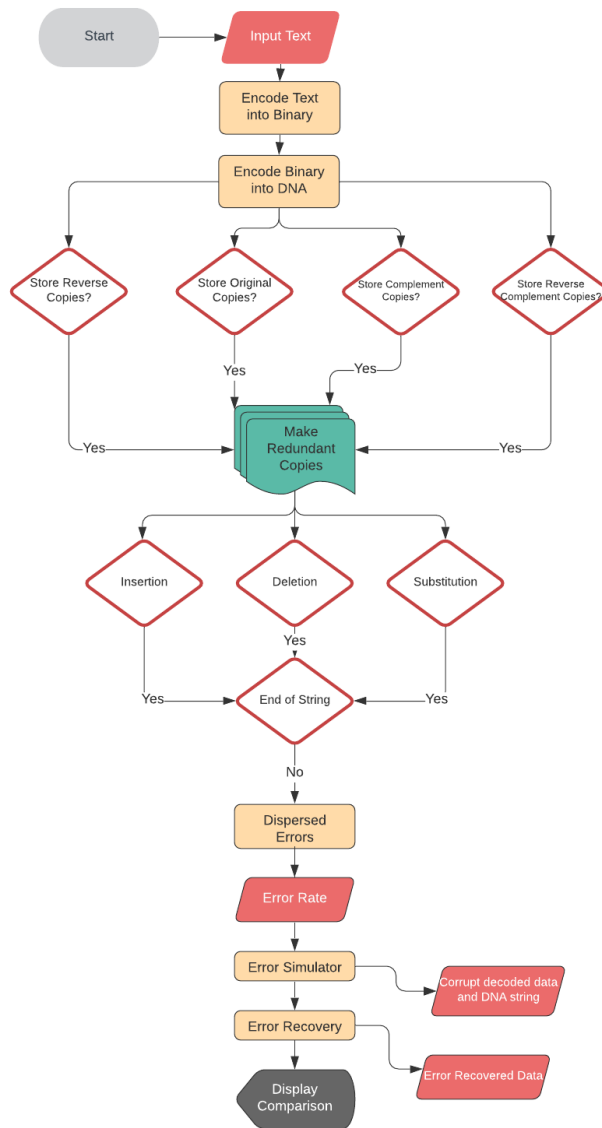 Start
Input Text
Encode Text
into Binary
Encode Binary
into DNA
Store Reverse
Copies?
Store Original
Copies?
Store Complement
Copies?
Store Reverse
Complement Copies?
Yes
Yes
Yes
Yes
Make
Redundant
Copies
Insertion
Deletion
Substitution
Yes
Yes
Yes
End of String
No
Dispersed
Errors
Error Rate
Error Simulator
Corrupt decoded data
and DNA string
Error Recovery
Error Recovered Data
Display
Comparison